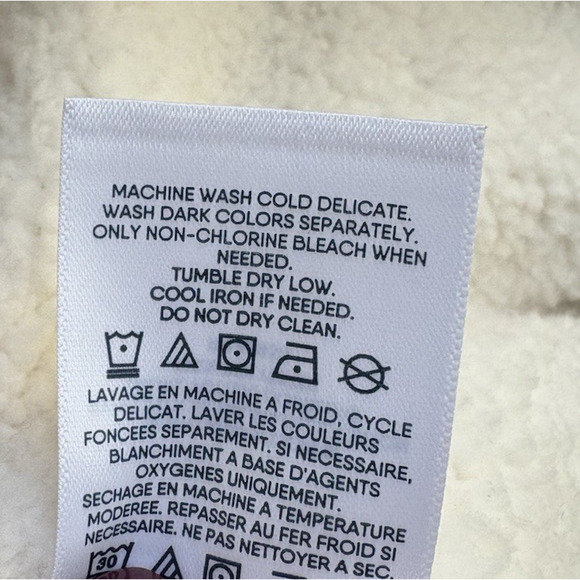 MACHINE WASH COLD DELICATE.
WASH DARK COLORS SEPARATELY.
ONLY NON-CHLORINE BLEACH WHEN
NEEDED.
TUMBLE DRY LOW.
COOL IRON IF NEEDED.
DO NOT DRY CLEAN.
LAVAGE EN MACHINE A FROID, CYCLE
DELICAT. LAVER LES COULEURS
FONCEES SEPAREMENT. SI NECESSAIRE,
BLANCHIMENT A BASE D'AGENTS
OXYGENES UNIQUEMENT.
SECHAGE EN MACHINE A TEMPERATURE
MODEREE. REPASSER AU FER FROID SI
NECESSAIRE. NE PAS NETTOYER A SEC.
30